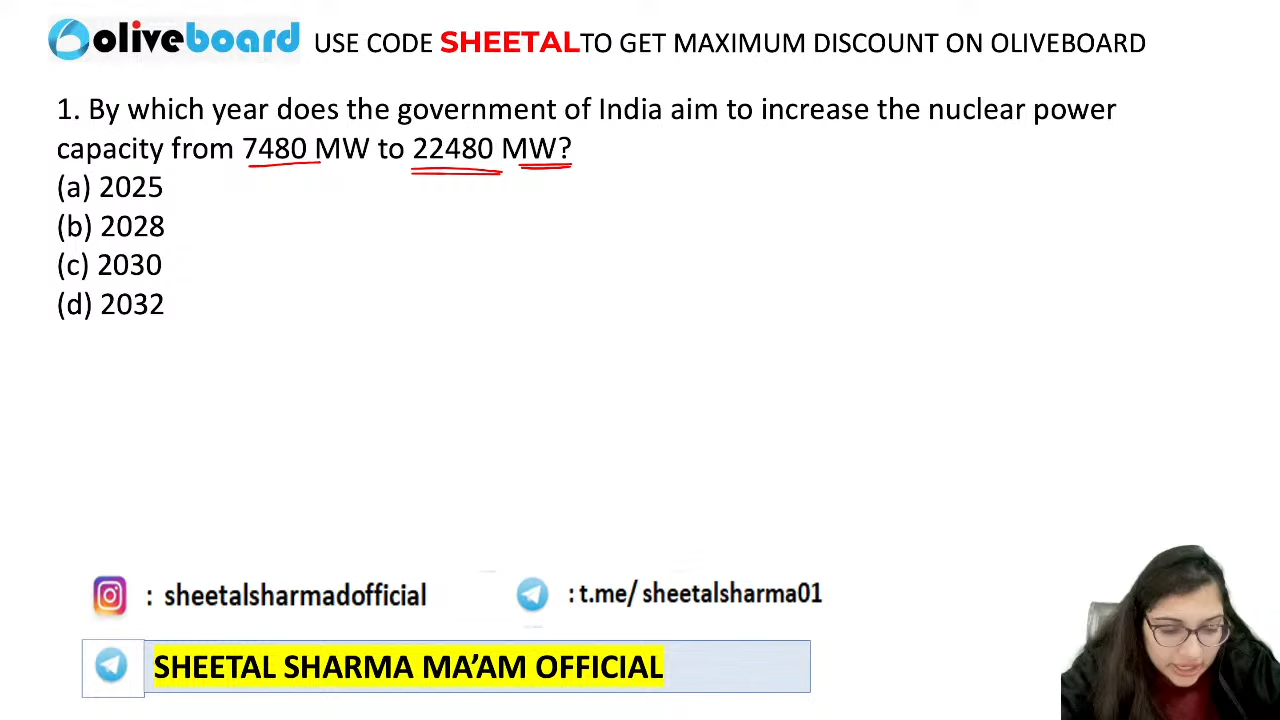 oliveboard USE CODE SHEETAL TO GET MAXIMUM DISCOUNT ON OLIVEBOARD
1. By which year does the government of India aim to increase the nuclear power
capacity from 7480 MW to 22480 MW?
(a) 2025
(b) 2028
(c) 2030
(d) 2032
: sheetalsharmadofficial : t.me/ sheetalsharma01
SHEETAL SHARMA MA’AM OFFICIAL